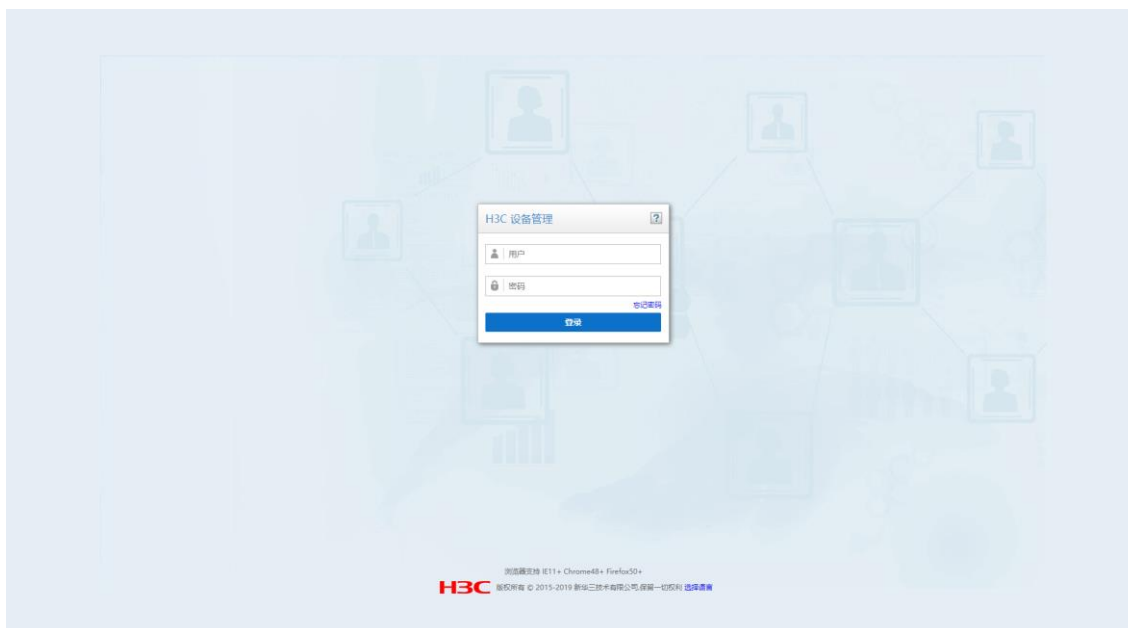 H3C 设备管理
用户
密码
忘记密码
登录
浏览器支持 IE11+ Chrome48+ Firefox50+
H3C 版权所有 © 2015-2019 新华三技术有限公司,保留一切权利 选择语言